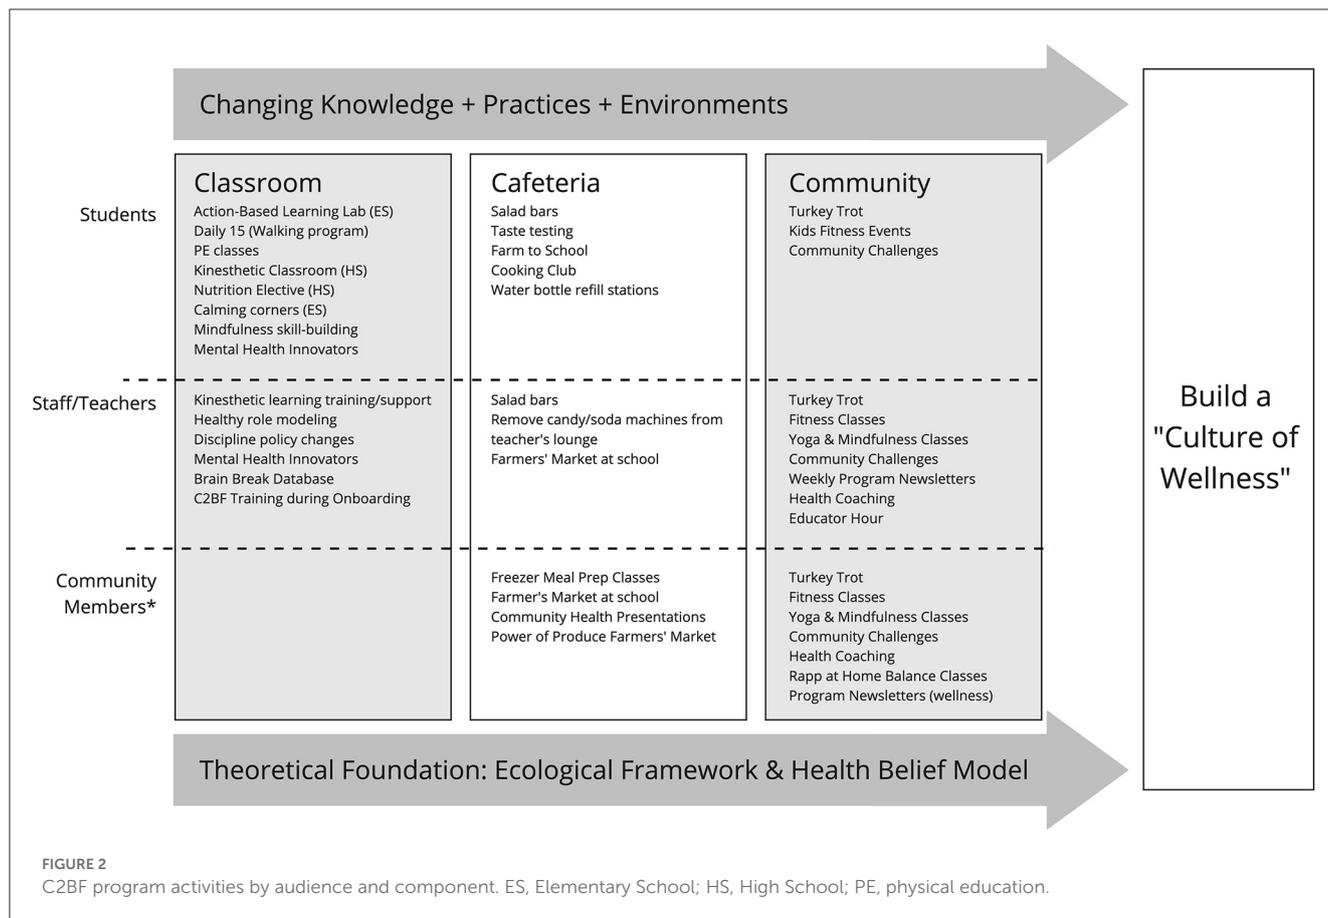 Changing Knowledge + Practices + Environments
Students
Classroom
Action-Based Learning Lab (ES)
Daily 15 (Walking program)
PE classes
Kinesthetic Classroom (HS)
Nutrition Elective (HS)
Calming corners (ES)
Mindfulness skill-building
Mental Health Innovators
Cafeteria
Salad bars
Taste testing
Farm to School
Cooking Club
Water bottle refill stations
Community
Turkey Trot
Kids Fitness Events
Community Challenges
Staff/Teachers
Kinesthetic learning training/support
Healthy role modeling
Discipline policy changes
Mental Health Innovators
Brain Break Database
C2BF Training during Onboarding
Salad bars
Remove candy/soda machines from
teacher's lounge
Farmers' Market at school
Turkey Trot
Fitness Classes
Yoga & Mindfulness Classes
Community Challenges
Weekly Program Newsletters
Health Coaching
Educator Hour
Community
Members*
Freezer Meal Prep Classes
Farmer's Market at school
Community Health Presentations
Power of Produce Farmers' Market
Turkey Trot
Fitness Classes
Yoga & Mindfulness Classes
Community Challenges
Health Coaching
Rapp at Home Balance Classes
Program Newsletters (wellness)
Theoretical Foundation: Ecological Framework & Health Belief Model
Build a
"Culture of
Wellness"
FIGURE 2
C2BF program activities by audience and component. ES, Elementary School; HS, High School; PE, physical education.